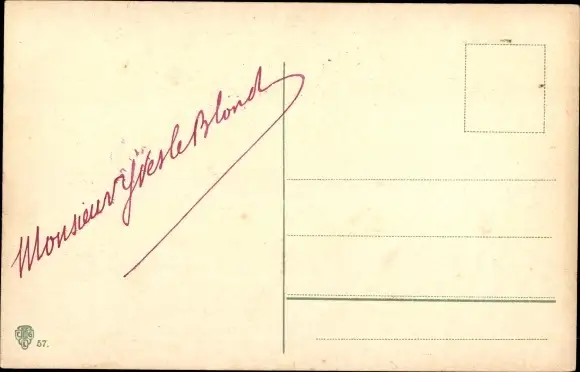 Monsieur Yves le Blond
57.